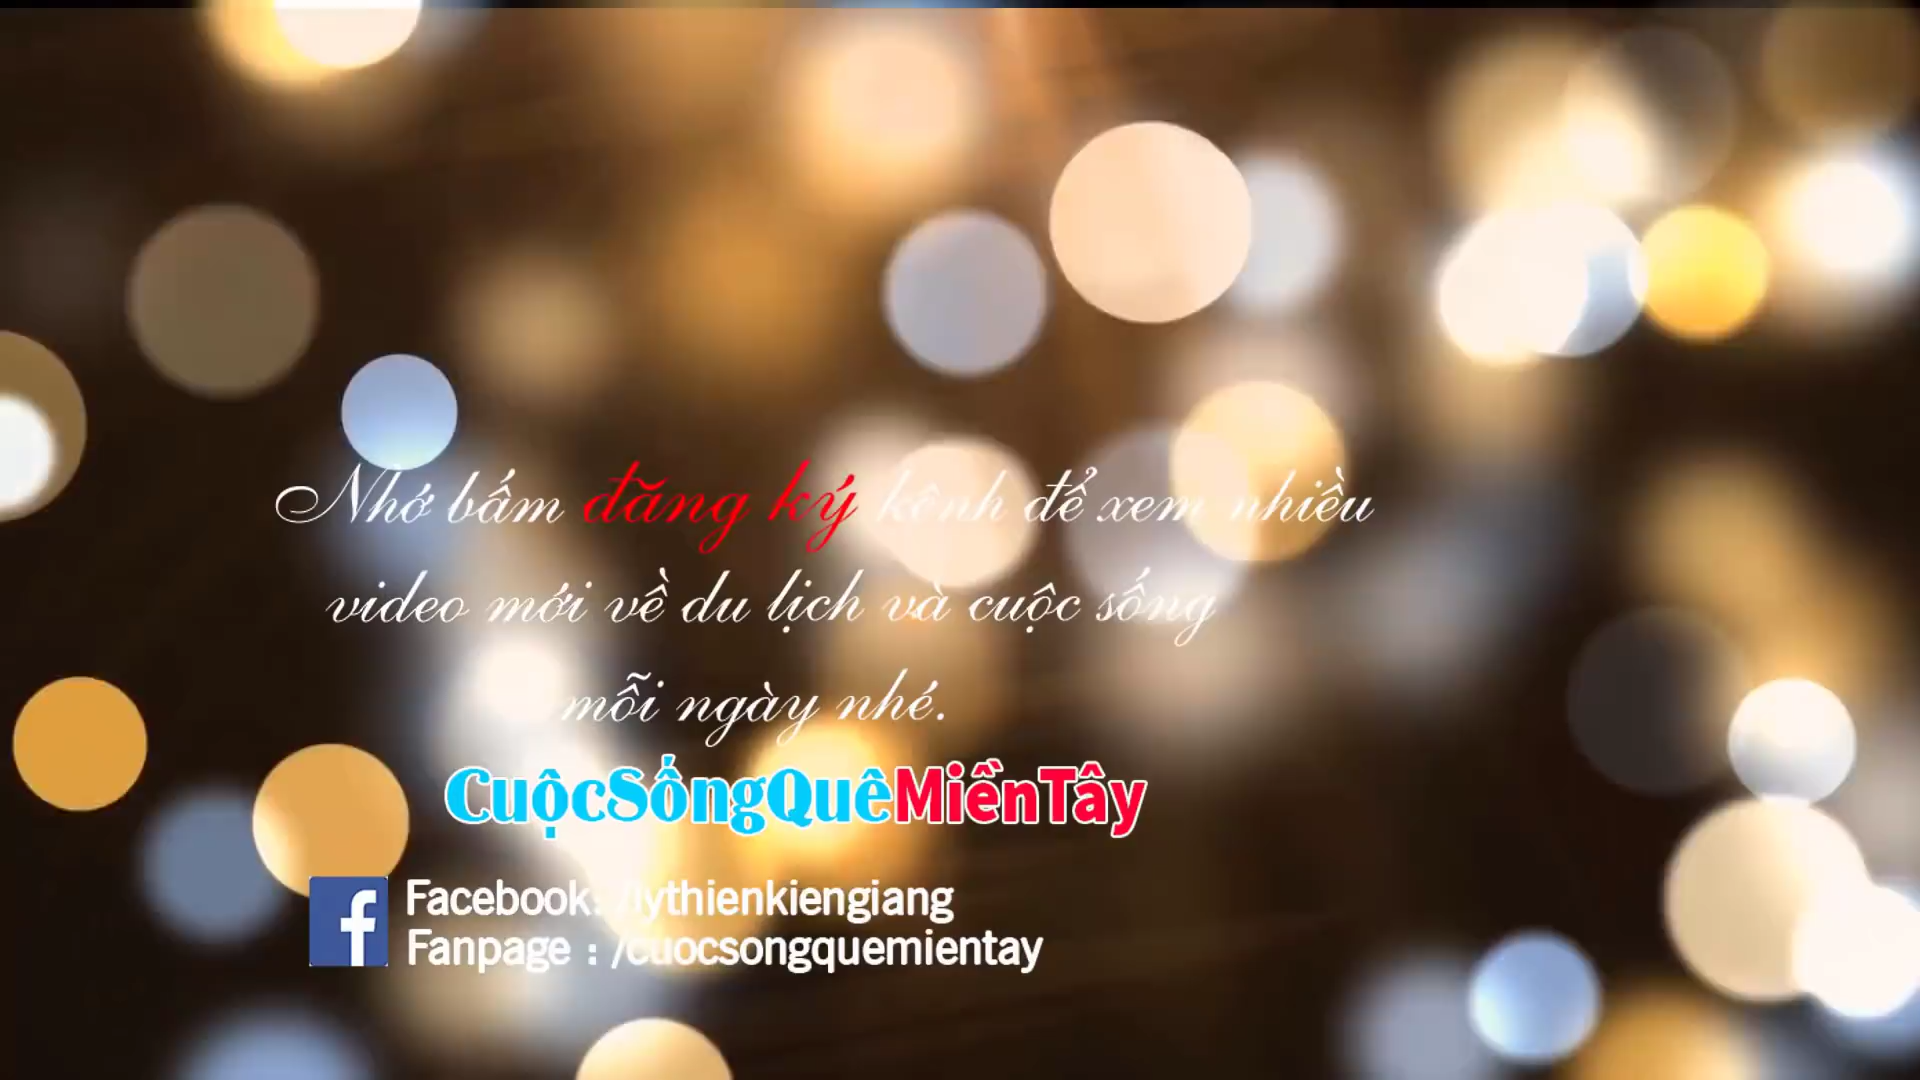 Nhớ bấm đăng ký kênh để xem nhiều
video mới về du lịch và cuộc sống
mỗi ngày nhé.
CuộcSốngQuêMiềnTây
Facebook: /lythienkiengiang
Fanpage : /cuocsongquemientay